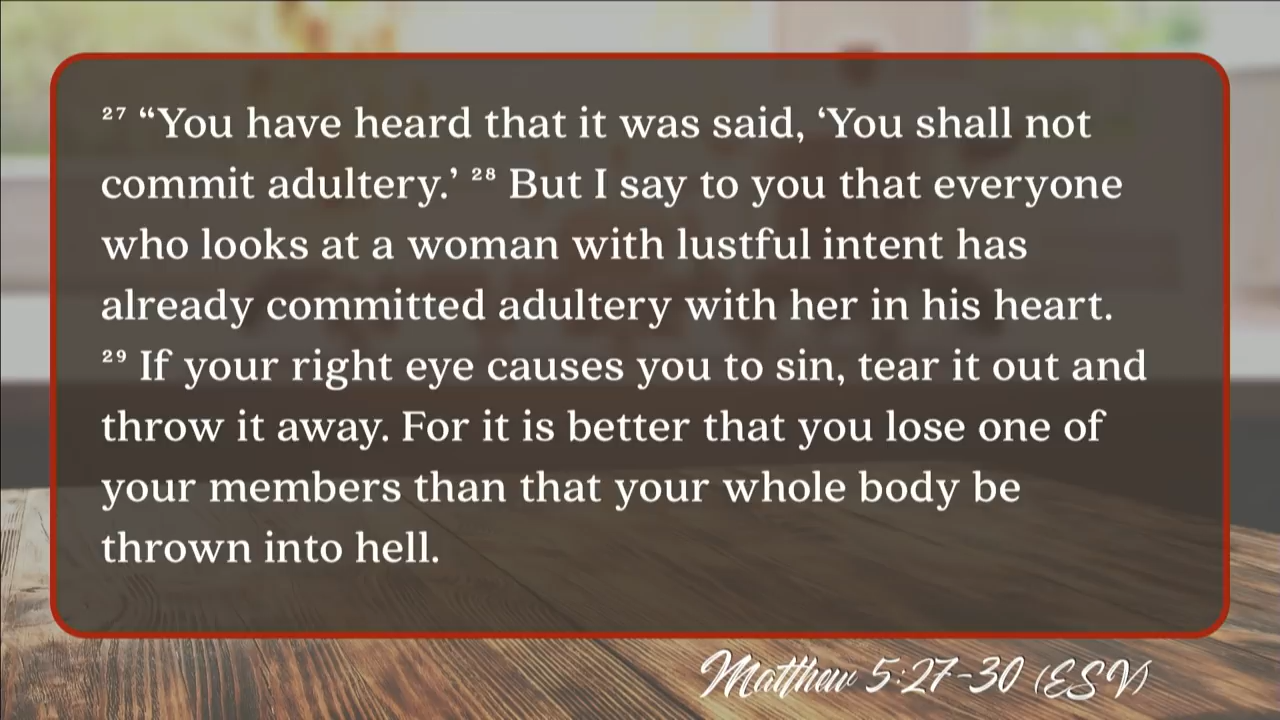 ²⁷ “You have heard that it was said, ‘You shall not
commit adultery.’ ²⁸ But I say to you that everyone
who looks at a woman with lustful intent has
already committed adultery with her in his heart.
²⁹ If your right eye causes you to sin, tear it out and
throw it away. For it is better that you lose one of
your members than that your whole body be
thrown into hell.
Matthew 5:27-30 (ESV)